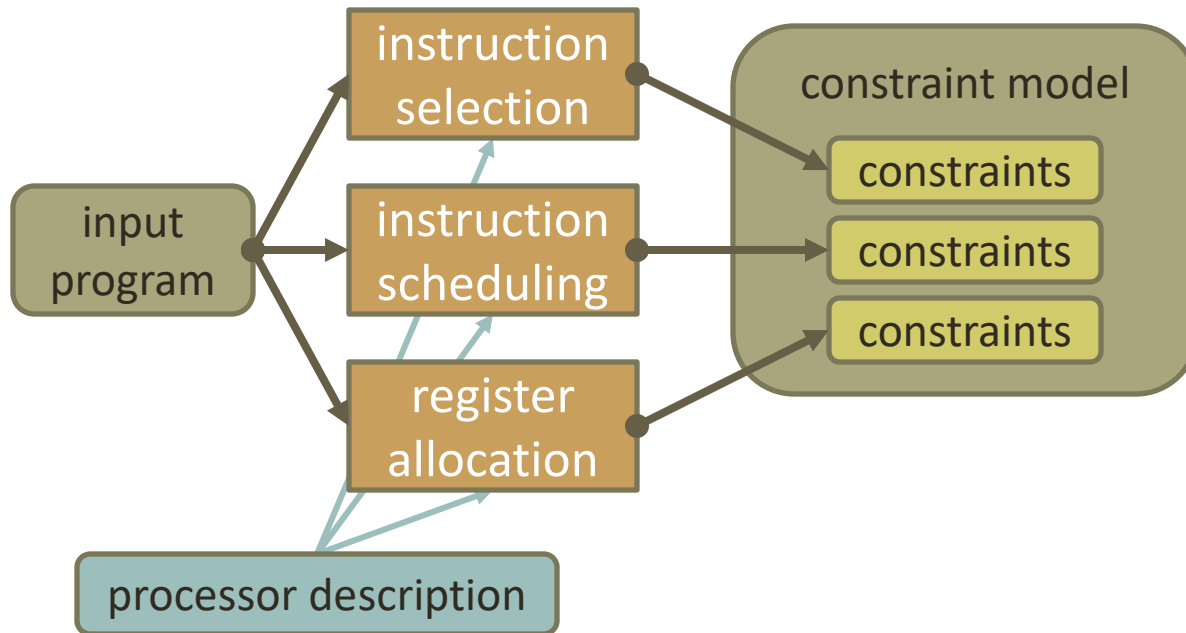 input
program
instruction
selection
instruction
scheduling
register
allocation
constraint model
constraints
constraints
constraints
processor description